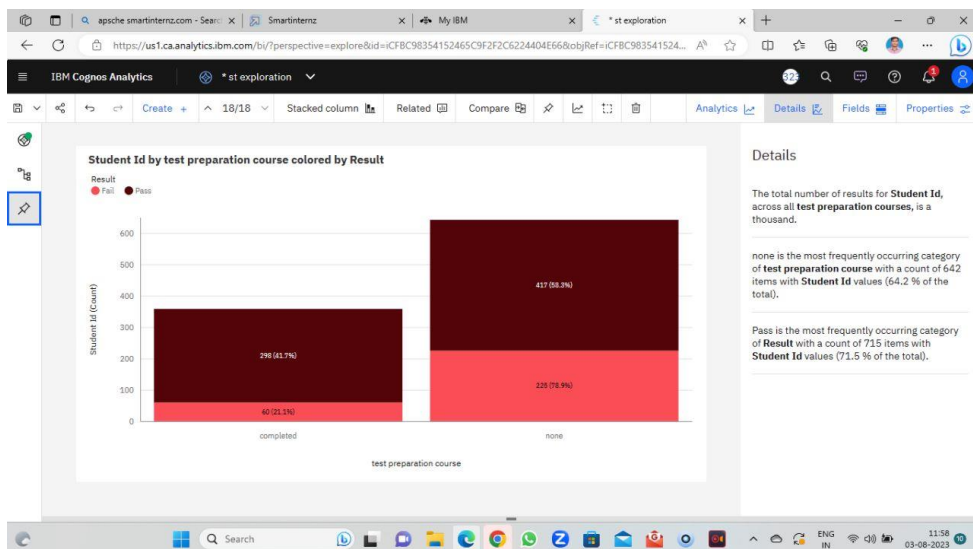 apsche smartinternz.com - Searc
Smartinternz
My IBM
* st exploration
https://us1.ca.analytics.ibm.com/bi/?perspective=explore&id=iCFBC98354152465C9F2F2C6224404E66&objRef=iCFBC983541524...
IBM Cognos Analytics
* st exploration
Create +
18/18
Stacked column
Related
Compare
Analytics
Details
Fields
Properties
Student Id by test preparation course colored by Result
Result
Fail
Pass
Student Id (Count)
600
500
400
300
200
100
0
298 (41.7%)
60 (21.1%)
417 (58.3%)
225 (78.9%)
completed
none
test preparation course
Details
The total number of results for Student Id,
across all test preparation courses, is a
thousand.
none is the most frequently occurring category
of test preparation course with a count of 642
items with Student Id values (64.2 % of the
total).
Pass is the most frequently occurring category
of Result with a count of 715 items with
Student Id values (71.5 % of the total).
Search
ENG
IN
11:58
03-08-2023
10